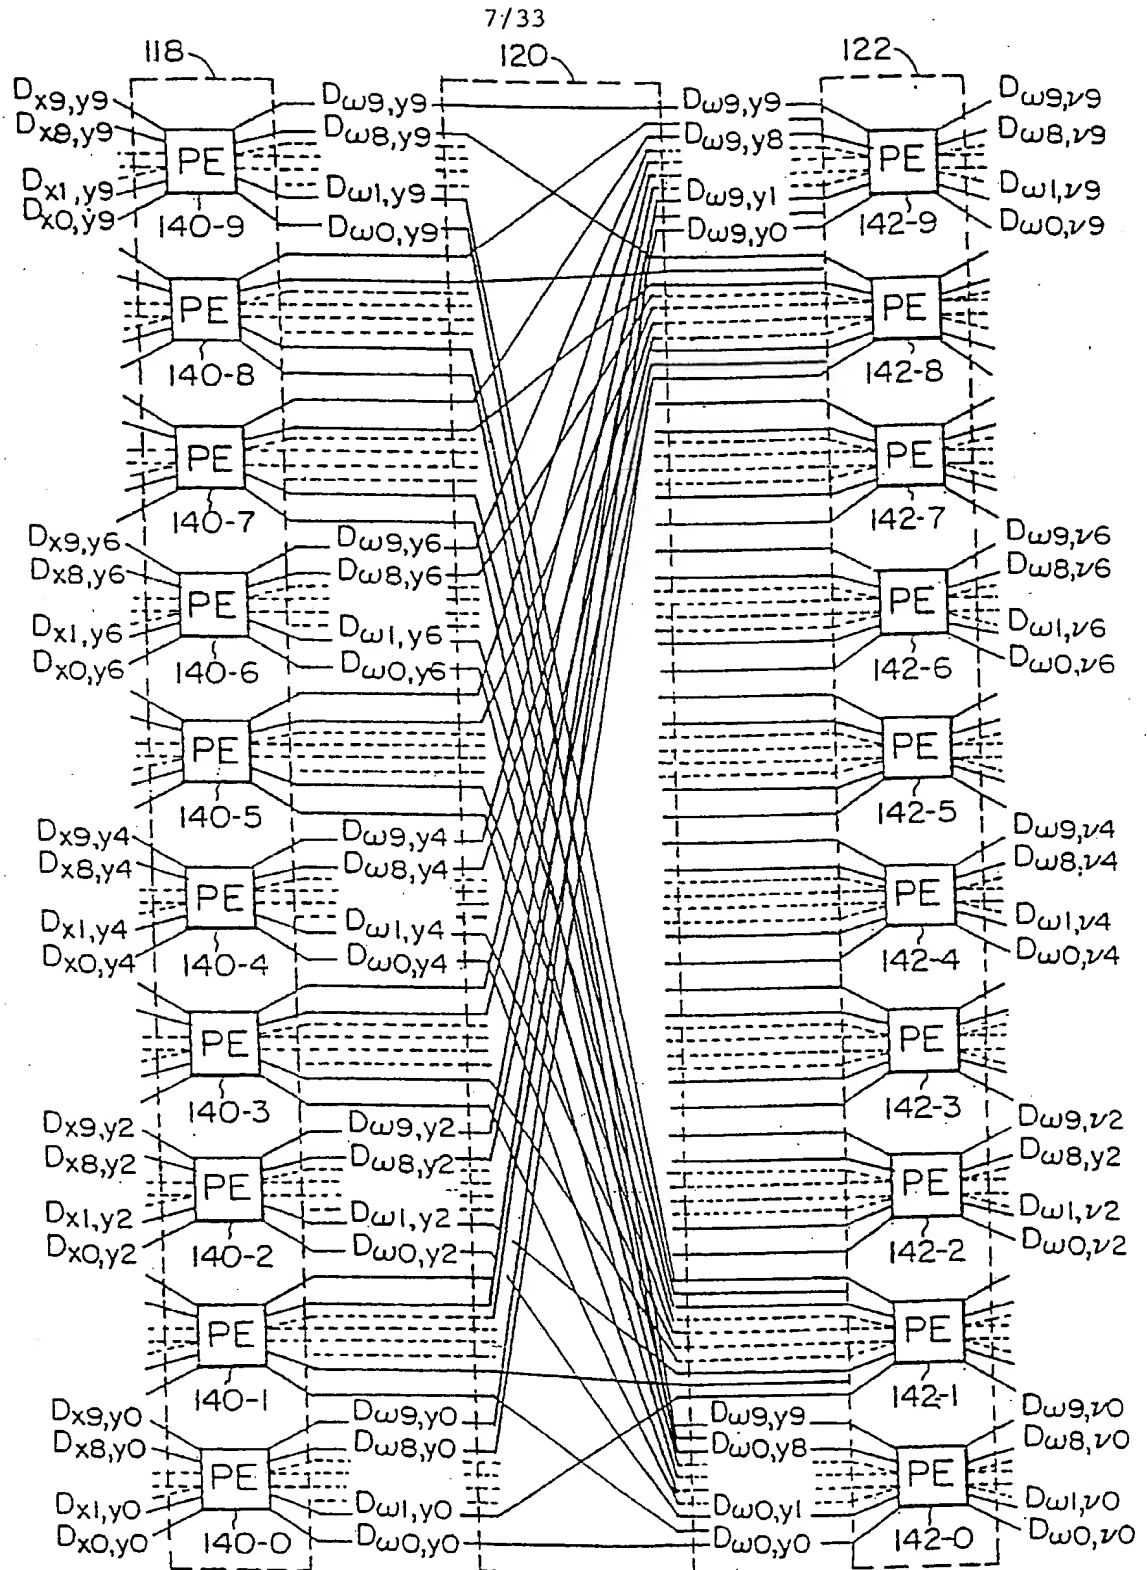 7/33
118 120 122
Dx9,y9 Dω9,y9 Dω9,y9 Dω9,ν9
Dx8,y9 Dω8,y9 Dω9,y8 Dω8,ν9
PE PE
Dx1,y9 Dω1,y9 Dω9,y1 Dω1,ν9
Dx0,y9 Dω0,y9 Dω9,y0 Dω0,ν9
140-9 142-9
PE PE
140-8 142-8
PE PE
140-7 142-7
Dx9,y6 Dω9,y6 Dω9,ν6
Dx8,y6 Dω8,y6 Dω8,ν6
PE PE
Dx1,y6 Dω1,y6 Dω1,ν6
Dx0,y6 Dω0,y6 Dω0,ν6
140-6 142-6
PE PE
140-5 142-5
Dx9,y4 Dω9,y4 Dω9,ν4
Dx8,y4 Dω8,y4 Dω8,ν4
PE PE
Dx1,y4 Dω1,y4 Dω1,ν4
Dx0,y4 Dω0,y4 Dω0,ν4
140-4 142-4
PE PE
140-3 142-3
Dx9,y2 Dω9,y2 Dω9,ν2
Dx8,y2 Dω8,y2 Dω8,y2
PE PE
Dx1,y2 Dω1,y2 Dω1,ν2
Dx0,y2 Dω0,y2 Dω0,ν2
140-2 142-2
PE PE
140-1 142-1
Dx9,y0 Dω9,y0 Dω9,y9 Dω9,ν0
Dx8,y0 Dω8,y0 Dω0,y8 Dω8,ν0
PE PE
Dx1,y0 Dω1,y0 Dω0,y1 Dω1,ν0
Dx0,y0 Dω0,y0 Dω0,y0 Dω0,ν0
140-0 142-0